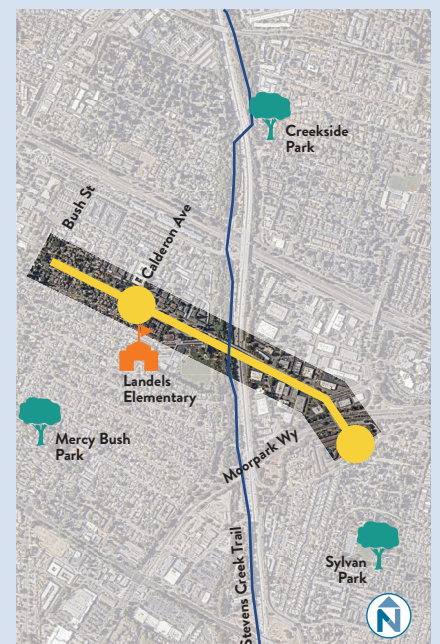 Creekside
Park
Bush St
Calderon Ave
Landels
Elementary
Mercy Bush
Park
Moorpark Wy
Stevens Creek Trail
Sylvan
Park
N